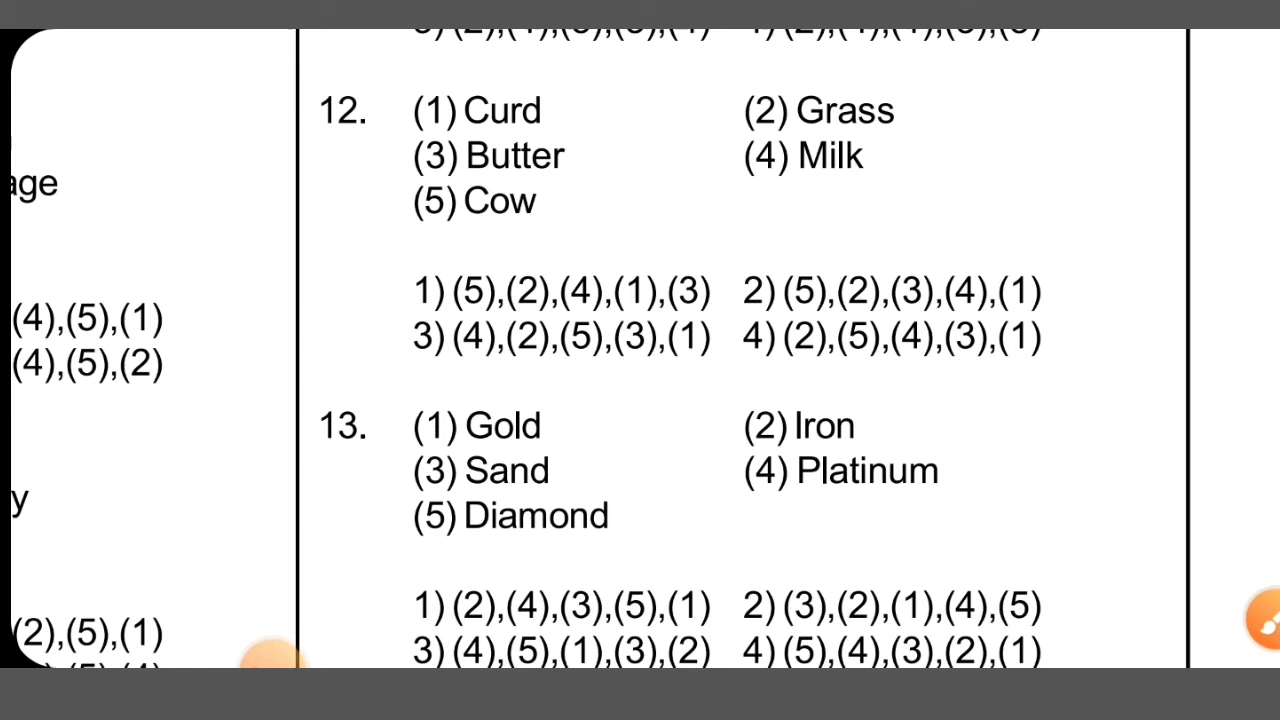 age
(4),(5),(1)
(4),(5),(2)
y
(2),(5),(1)
12. (1) Curd (2) Grass
(3) Butter (4) Milk
(5) Cow
1) (5),(2),(4),(1),(3) 2) (5),(2),(3),(4),(1)
3) (4),(2),(5),(3),(1) 4) (2),(5),(4),(3),(1)
13. (1) Gold (2) Iron
(3) Sand (4) Platinum
(5) Diamond
1) (2),(4),(3),(5),(1) 2) (3),(2),(1),(4),(5)
3) (4),(5),(1),(3),(2) 4) (5),(4),(3),(2),(1)